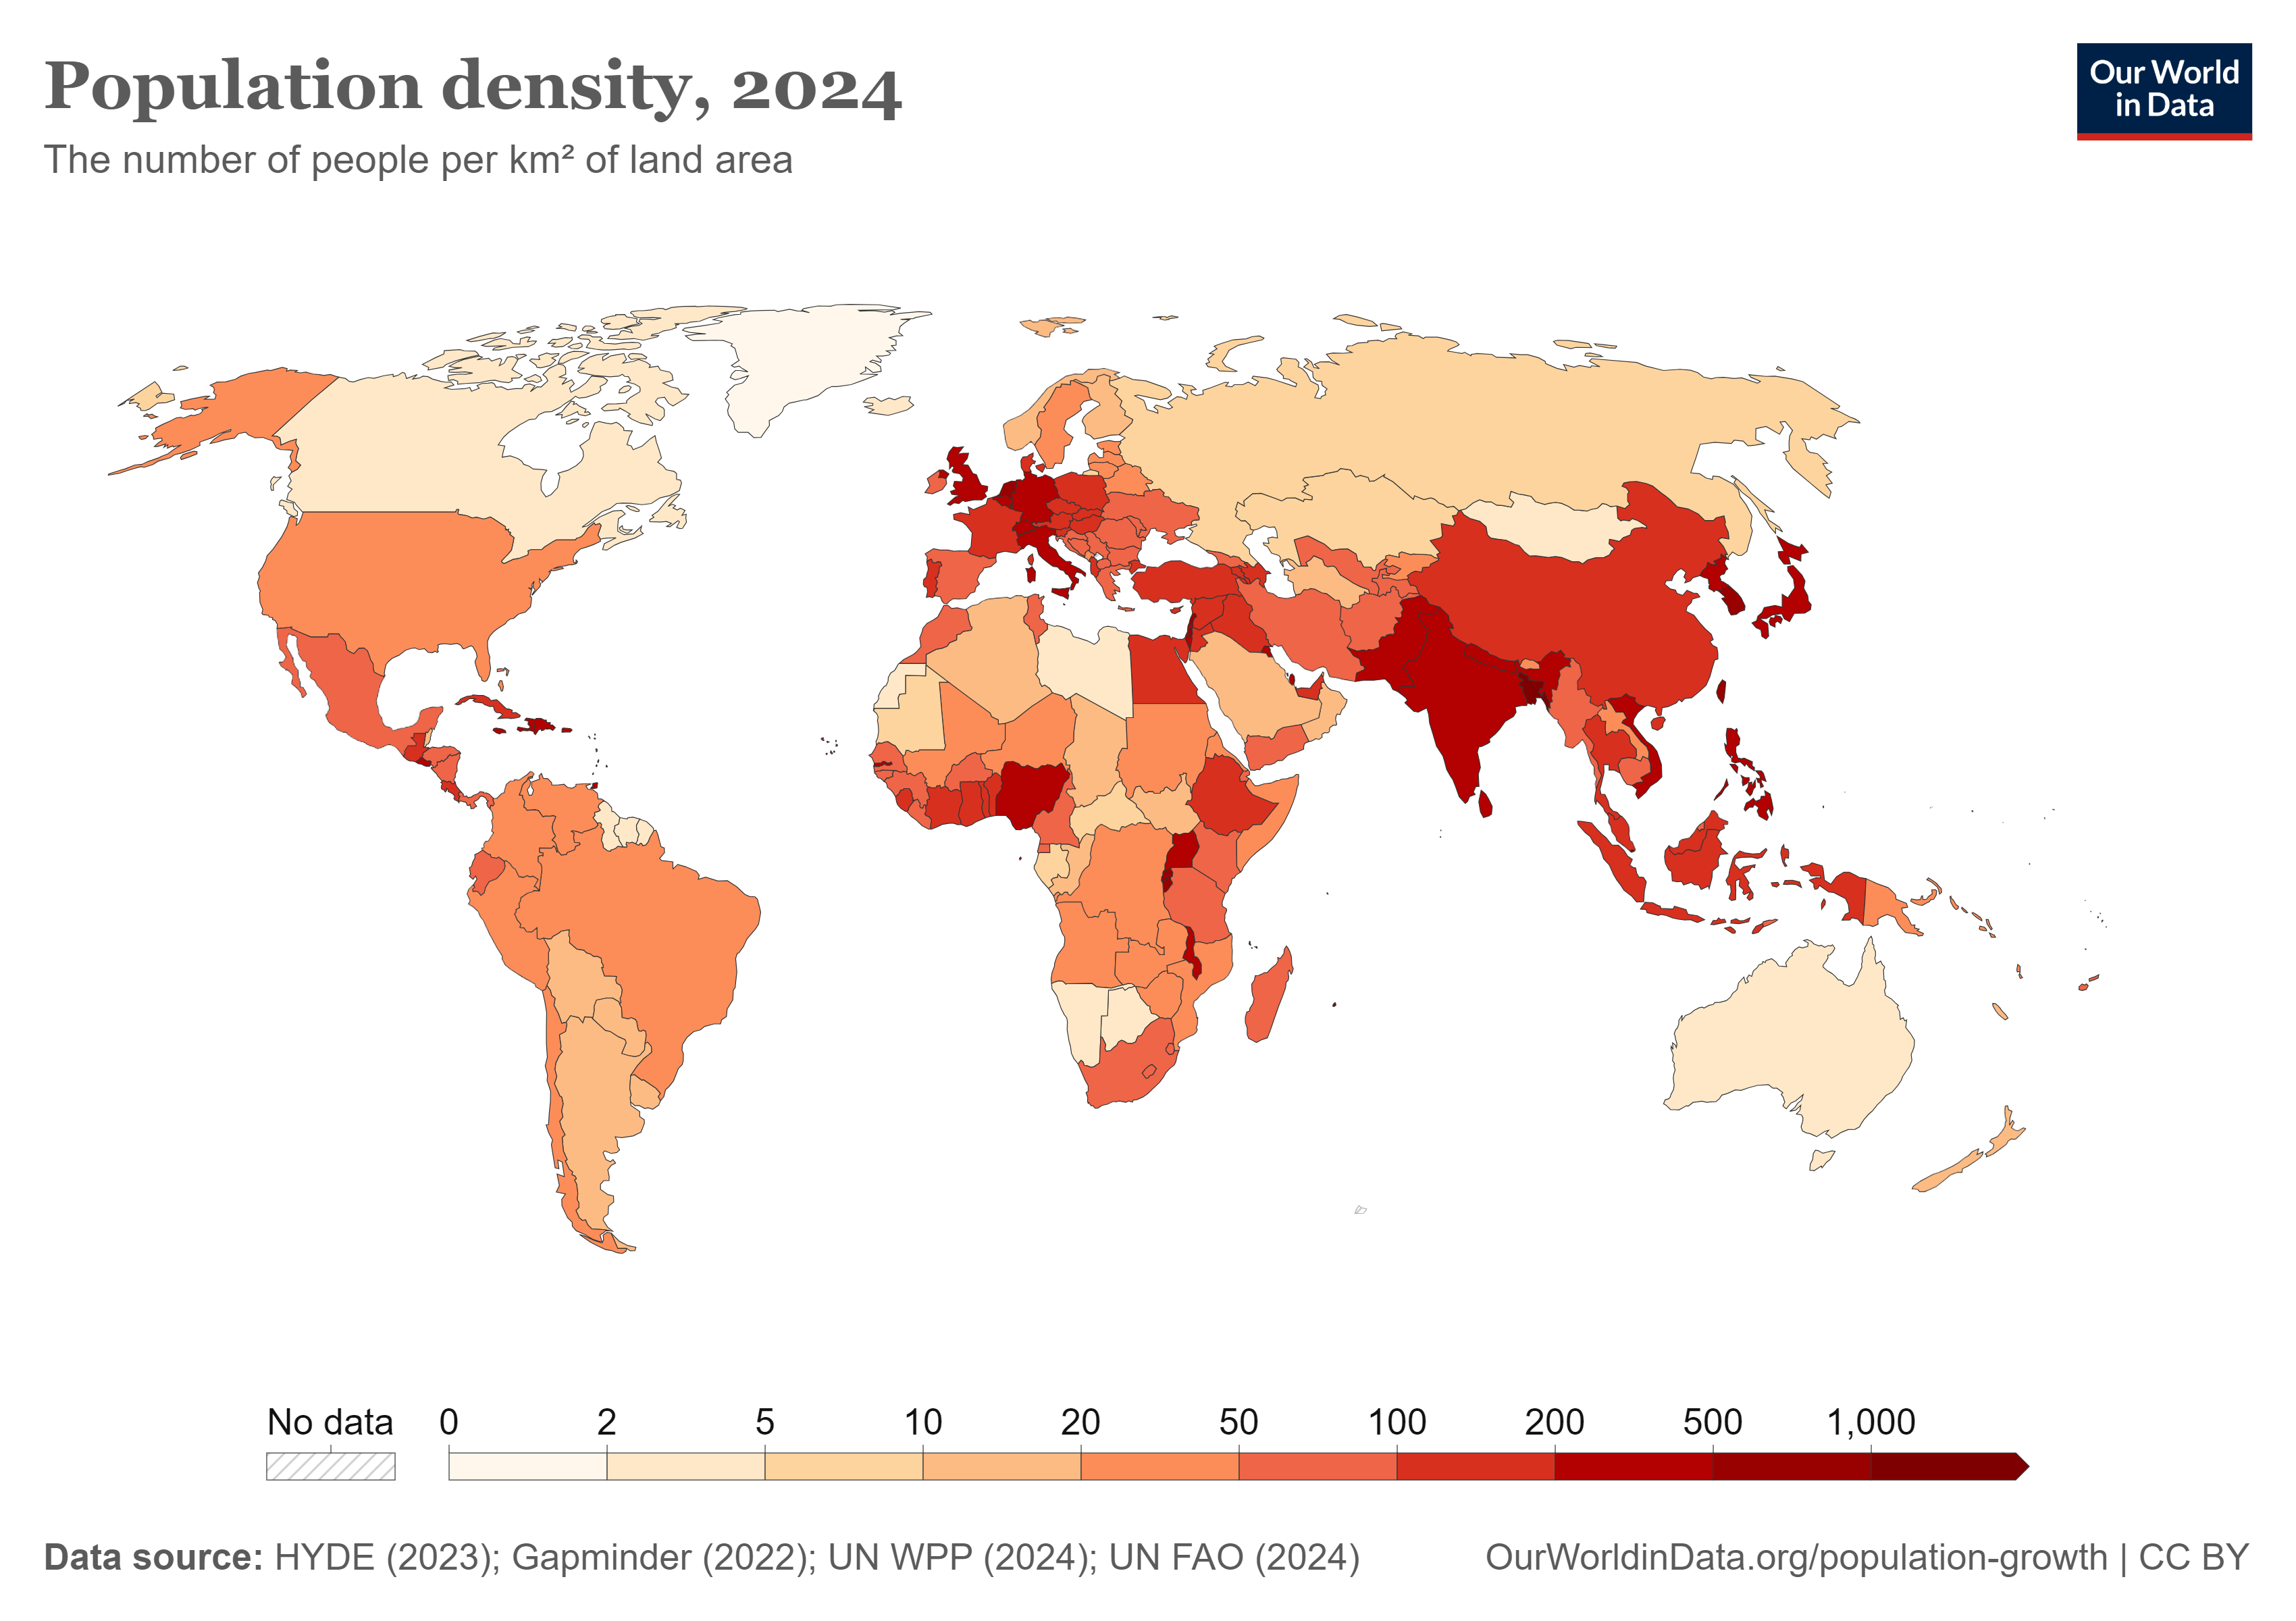 Population density, 2024
The number of people per km² of land area
Our World
in Data
No data 0 2 5 10 20 50 100 200 500 1,000
Data source: HYDE (2023); Gapminder (2022); UN WPP (2024); UN FAO (2024)
OurWorldinData.org/population-growth | CC BY